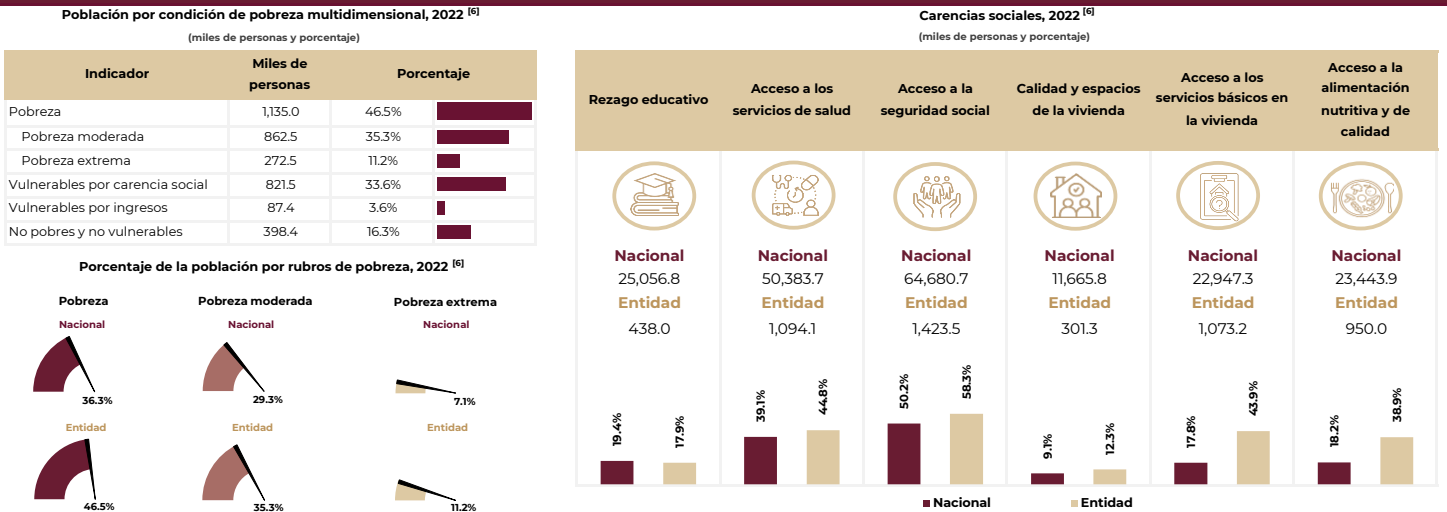 Población por condición de pobreza multidimensional, 2022 [6]
(miles de personas y porcentaje)
Indicador Miles de personas Porcentaje
Pobreza 1,135.0 46.5%
Pobreza moderada 862.5 35.3%
Pobreza extrema 272.5 11.2%
Vulnerables por carencia social 821.5 33.6%
Vulnerables por ingresos 87.4 3.6%
No pobres y no vulnerables 398.4 16.3%
Porcentaje de la población por rubros de pobreza, 2022 [6]
Pobreza Pobreza moderada Pobreza extrema
Nacional Nacional Nacional
36.3% 29.3% 7.1%
Entidad Entidad Entidad
46.5% 35.3% 11.2%
Carencias sociales, 2022 [6]
(miles de personas y porcentaje)
Rezago educativo
Acceso a los
servicios de salud
Acceso a la
seguridad social
Calidad y espacios
de la vivienda
Acceso a los
servicios básicos en
la vivienda
Acceso a la
alimentación
nutritiva y de
calidad
Nacional Nacional Nacional Nacional Nacional Nacional
25,056.8 50,383.7 64,680.7 11,665.8 22,947.3 23,443.9
Entidad Entidad Entidad Entidad Entidad Entidad
438.0 1,094.1 1,423.5 301.3 1,073.2 950.0
19.4% 17.9% 39.1% 44.8% 50.2% 58.3% 9.1% 12.3% 17.8% 43.9% 18.2% 38.9%
Nacional Entidad